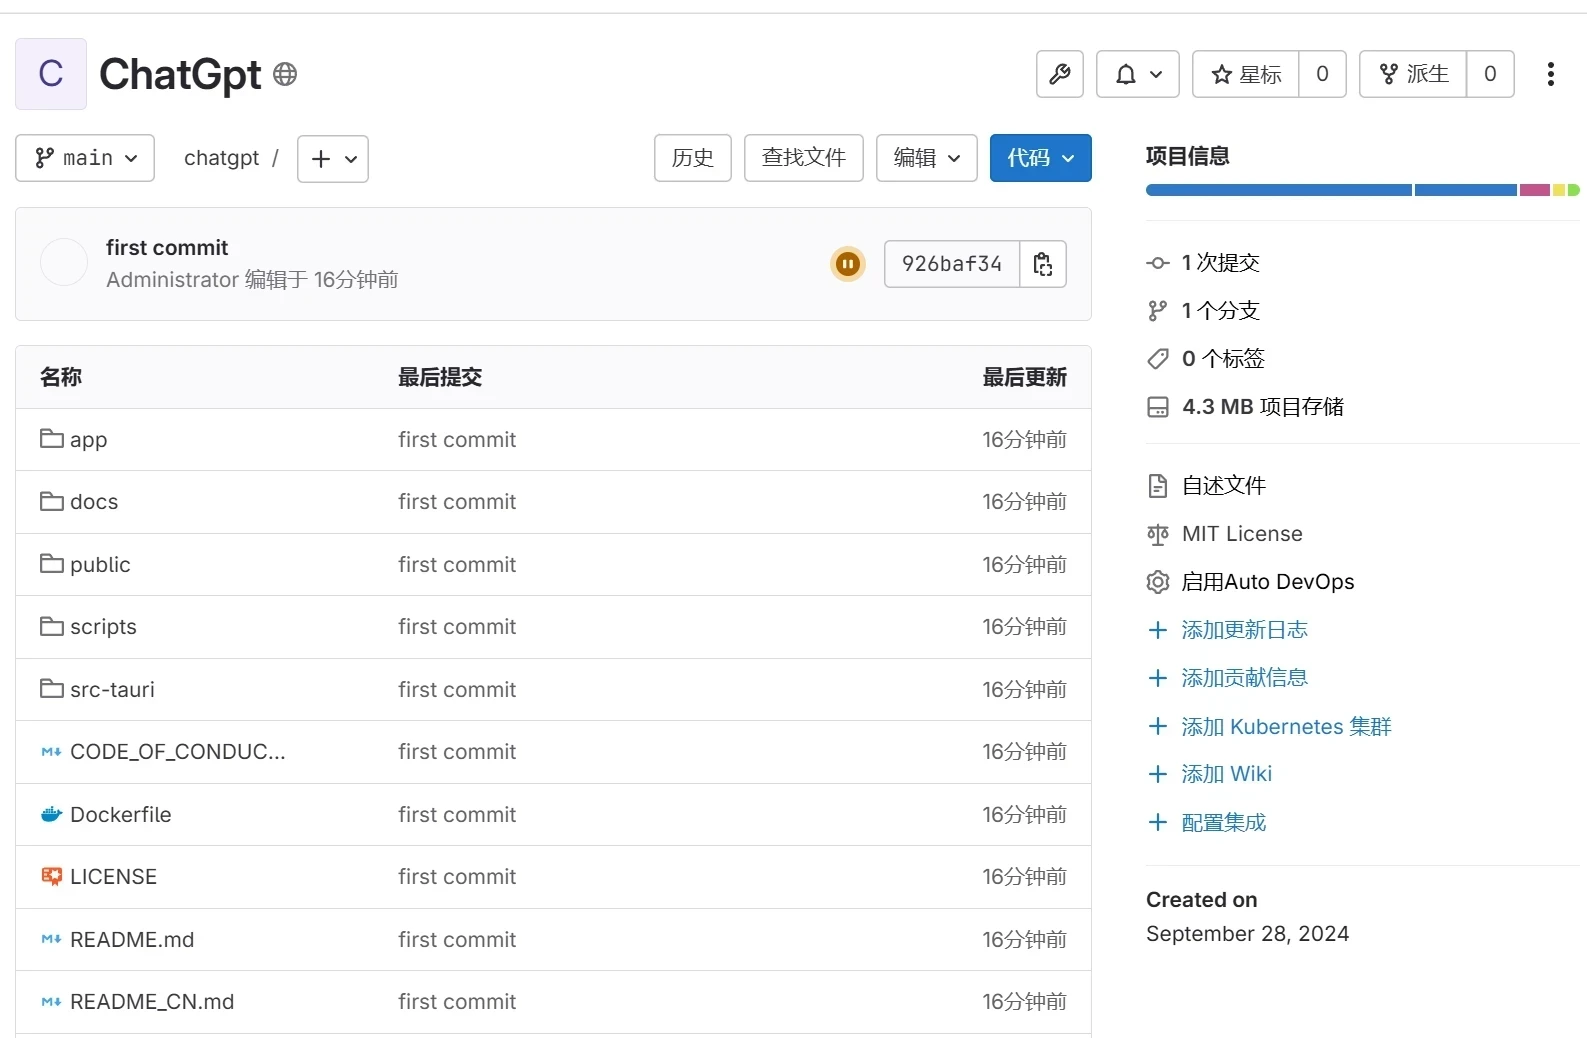 C
ChatGpt
星标 0
派生 0
main
chatgpt /
历史
查找文件
编辑
代码
first commit
Administrator 编辑于 16分钟前
926baf34
名称 最后提交 最后更新
app first commit 16分钟前
docs first commit 16分钟前
public first commit 16分钟前
scripts first commit 16分钟前
src-tauri first commit 16分钟前
CODE_OF_CONDUC... first commit 16分钟前
Dockerfile first commit 16分钟前
LICENSE first commit 16分钟前
README.md first commit 16分钟前
README_CN.md first commit 16分钟前
项目信息
1 次提交
1 个分支
0 个标签
4.3 MB 项目存储
自述文件
MIT License
启用Auto DevOps
添加更新日志
添加贡献信息
添加 Kubernetes 集群
添加 Wiki
配置集成
Created on
September 28, 2024